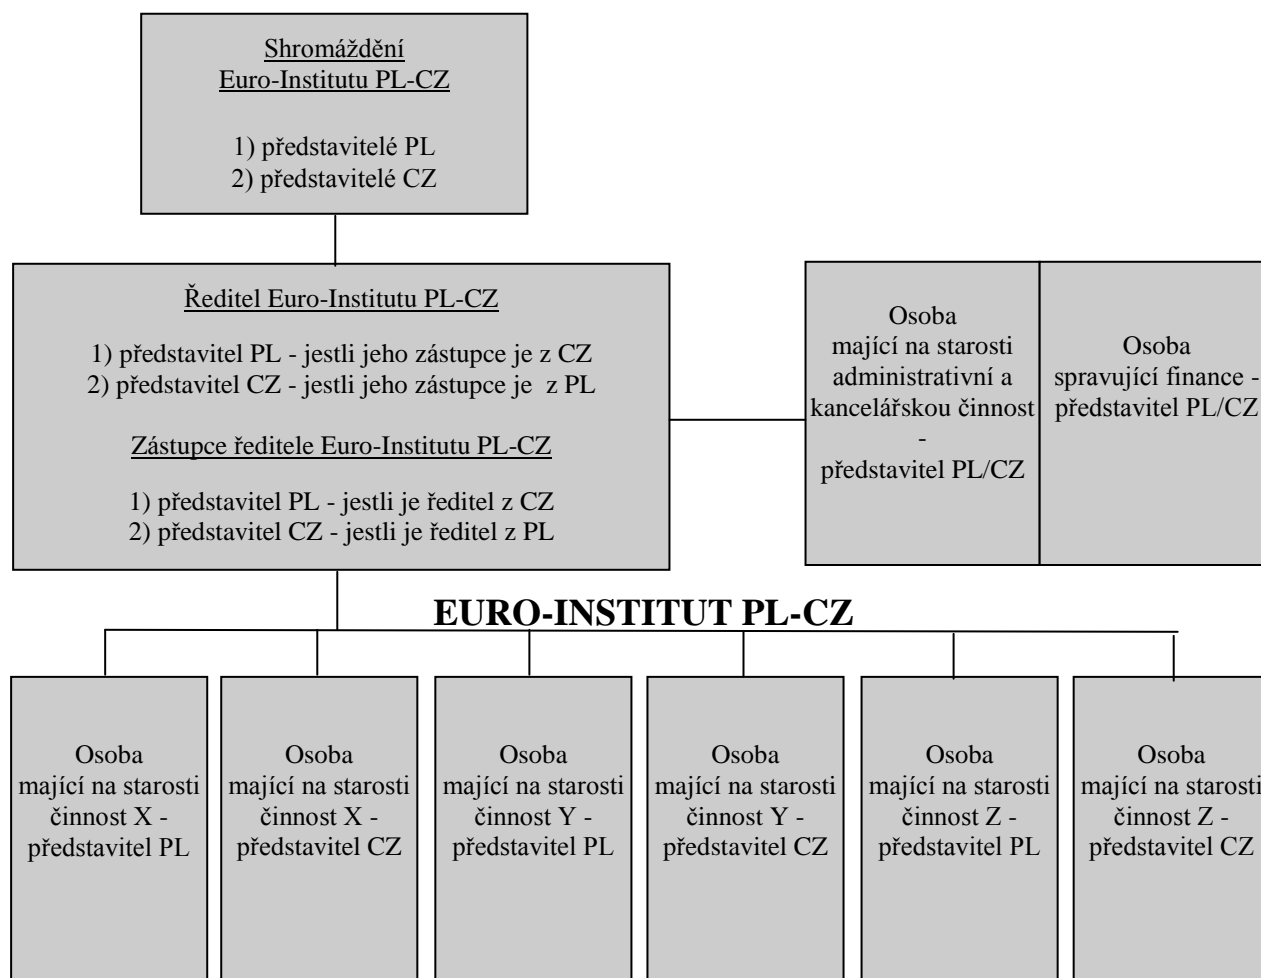 Shromáždění
Euro-Institutu PL-CZ
1) představitelé PL
2) představitelé CZ
Ředitel Euro-Institutu PL-CZ
1) představitel PL - jestli jeho zástupce je z CZ
2) představitel CZ - jestli jeho zástupce je  z PL
Zástupce ředitele Euro-Institutu PL-CZ
1) představitel PL - jestli je ředitel z CZ
2) představitel CZ - jestli je ředitel z PL
Osoba
mající na starosti
administrativní a
kancelářskou činnost
-
představitel PL/CZ
Osoba
spravující finance -
představitel PL/CZ
EURO-INSTITUT PL-CZ
Osoba
mající na starosti
činnost X -
představitel PL
Osoba
mající na starosti
činnost X -
představitel CZ
Osoba
mající na starosti
činnost Y -
představitel PL
Osoba
mající na starosti
činnost Y -
představitel CZ
Osoba
mající na starosti
činnost Z -
představitel PL
Osoba
mající na starosti
činnost Z -
představitel CZ